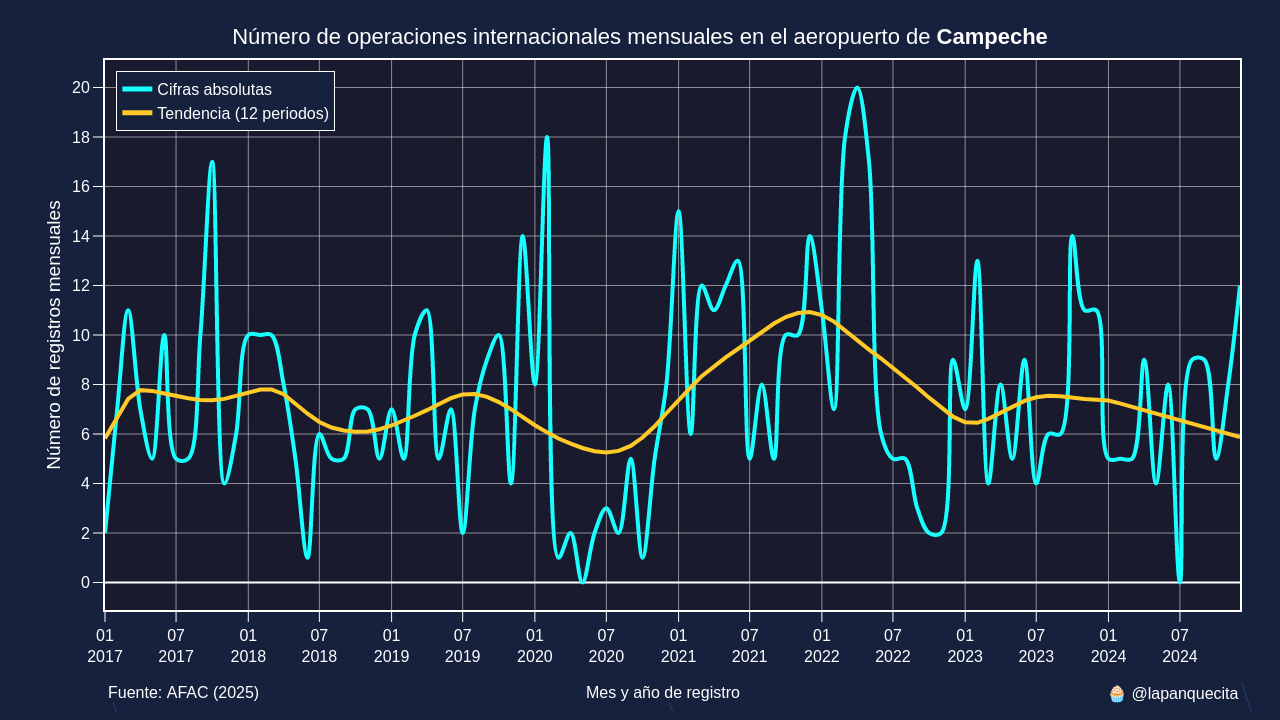 Número de operaciones internacionales mensuales en el aeropuerto de Campeche
Cifras absolutas
Tendencia (12 periodos)
Número de registros mensuales
20
18
16
14
12
10
8
6
4
2
0
01 07 01 07 01 07 01 07 01 07 01 07 01 07 01 07
2017 2017 2018 2018 2019 2019 2020 2020 2021 2021 2022 2022 2023 2023 2024 2024
Fuente: AFAC (2025) Mes y año de registro 🧁 @lapanquecita